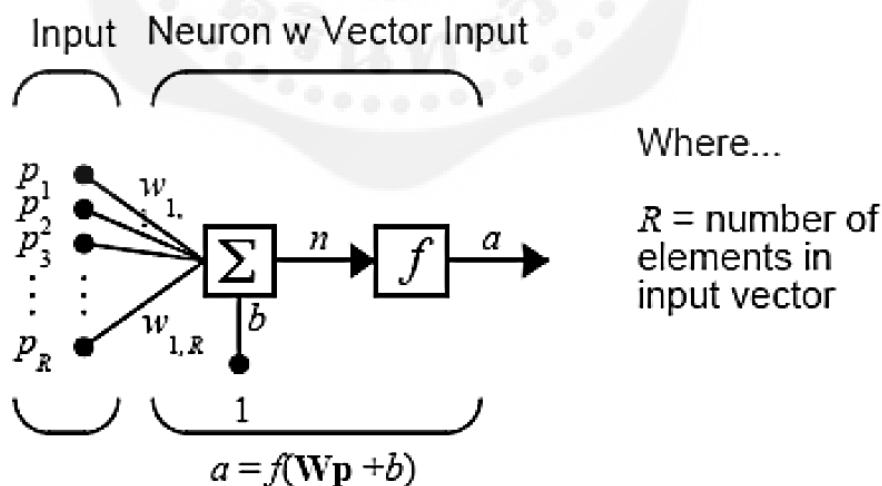 Input Neuron w Vector Input
Where...
p1
w1,
p2
p3
R = number of
elements in
input vector
Σ n f a
b
pR
w1,R
1
a = f(Wp +b)